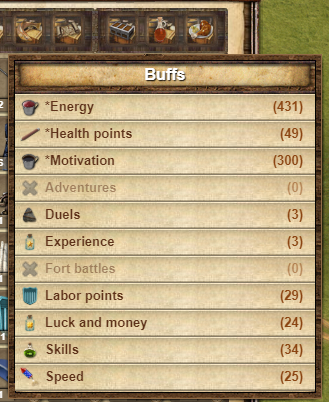 Buffs
*Energy (431)
*Health points (49)
*Motivation (300)
Adventures (0)
Duels (3)
Experience (3)
Fort battles (0)
Labor points (29)
Luck and money (24)
Skills (34)
Speed (25)